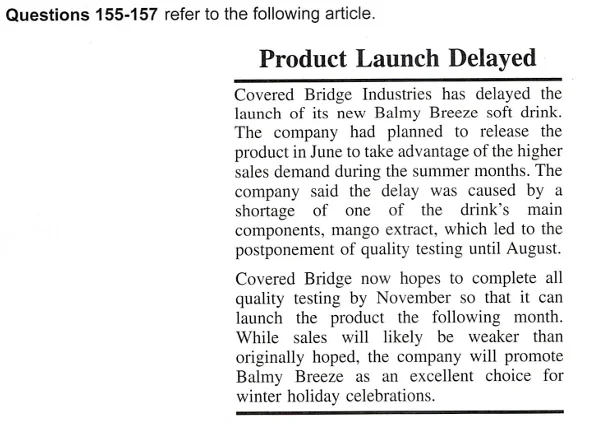 Questions 155-157 refer to the following article.
Product Launch Delayed
Covered Bridge Industries has delayed the
launch of its new Balmy Breeze soft drink.
The company had planned to release the
product in June to take advantage of the higher
sales demand during the summer months. The
company said the delay was caused by a
shortage of one of the drink's main
components, mango extract, which led to the
postponement of quality testing until August.
Covered Bridge now hopes to complete all
quality testing by November so that it can
launch the product the following month.
While sales will likely be weaker than
originally hoped, the company will promote
Balmy Breeze as an excellent choice for
winter holiday celebrations.